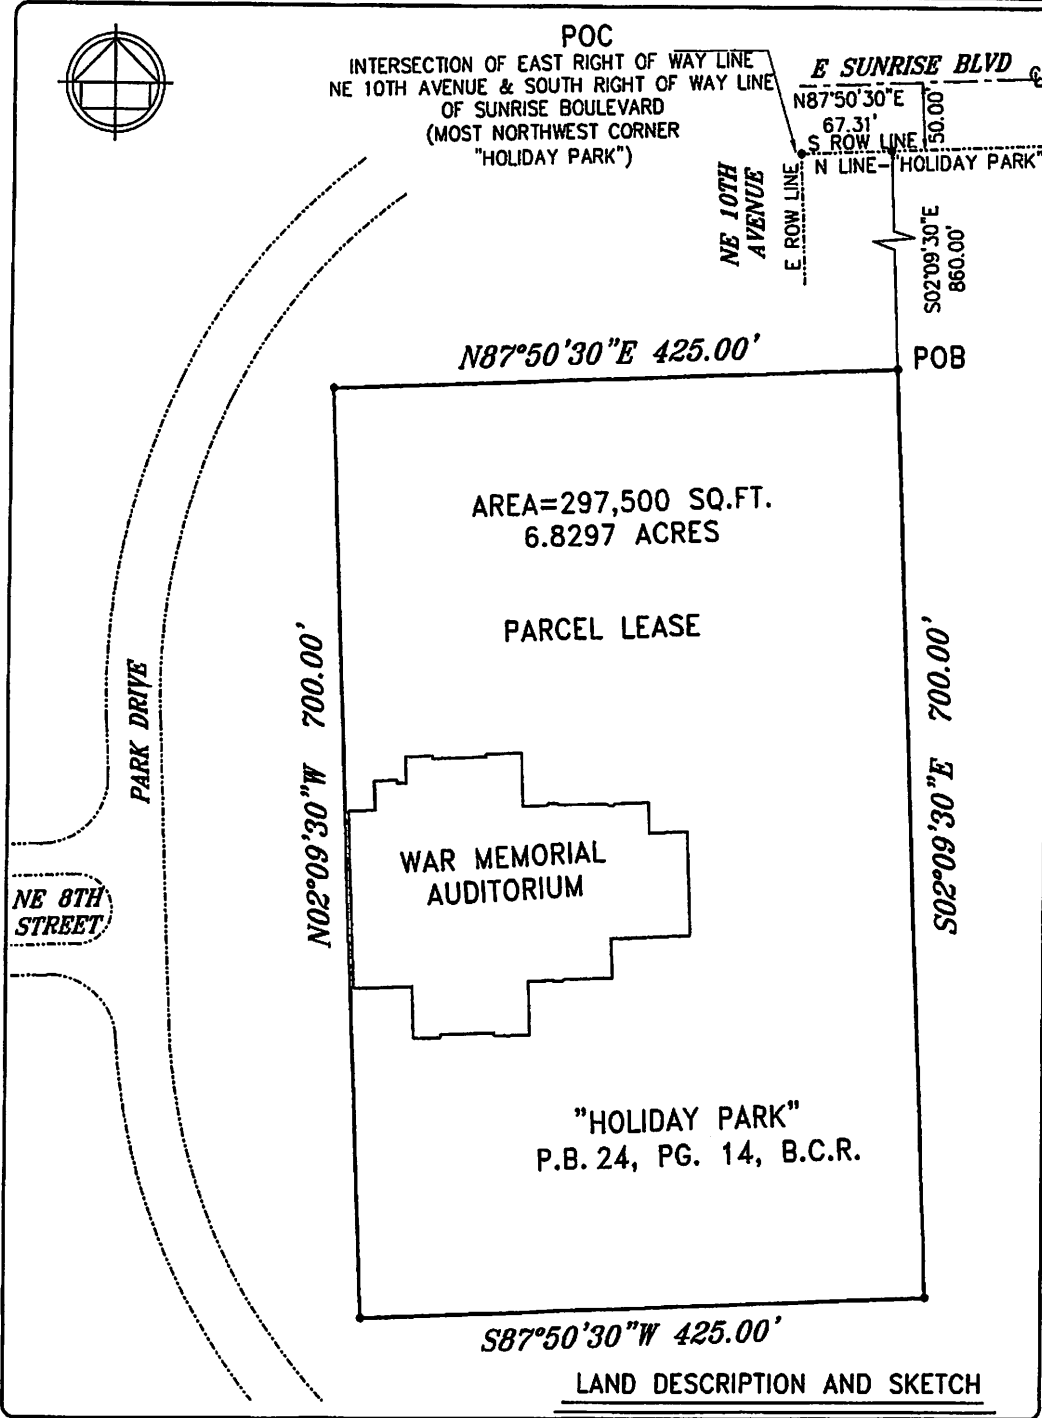 POC
INTERSECTION OF EAST RIGHT OF WAY LINE
NE 10TH AVENUE & SOUTH RIGHT OF WAY LINE
OF SUNRISE BOULEVARD
(MOST NORTHWEST CORNER
"HOLIDAY PARK")
E SUNRISE BLVD ℄
N87°50'30"E
67.31'
50.00'
S ROW LINE
N LINE-"HOLIDAY PARK"
NE 10TH
AVENUE
E ROW LINE
S02°09'30"E
860.00'
N87°50'30"E 425.00'
POB
AREA=297,500 SQ.FT.
6.8297 ACRES
PARCEL LEASE
PARK DRIVE
N02°09'30"W 700.00'
S02°09'30"E 700.00'
WAR MEMORIAL
AUDITORIUM
NE 8TH
STREET
"HOLIDAY PARK"
P.B. 24, PG. 14, B.C.R.
S87°50'30"W 425.00'
LAND DESCRIPTION AND SKETCH